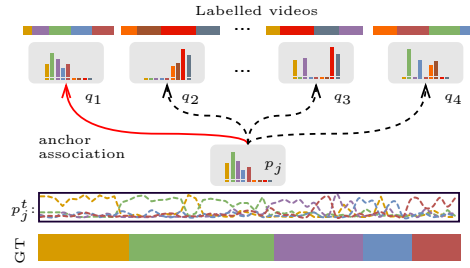 Labelled videos
...
q1 q2 ... q3 q4
anchor
association
pj
p_j^t:
GT